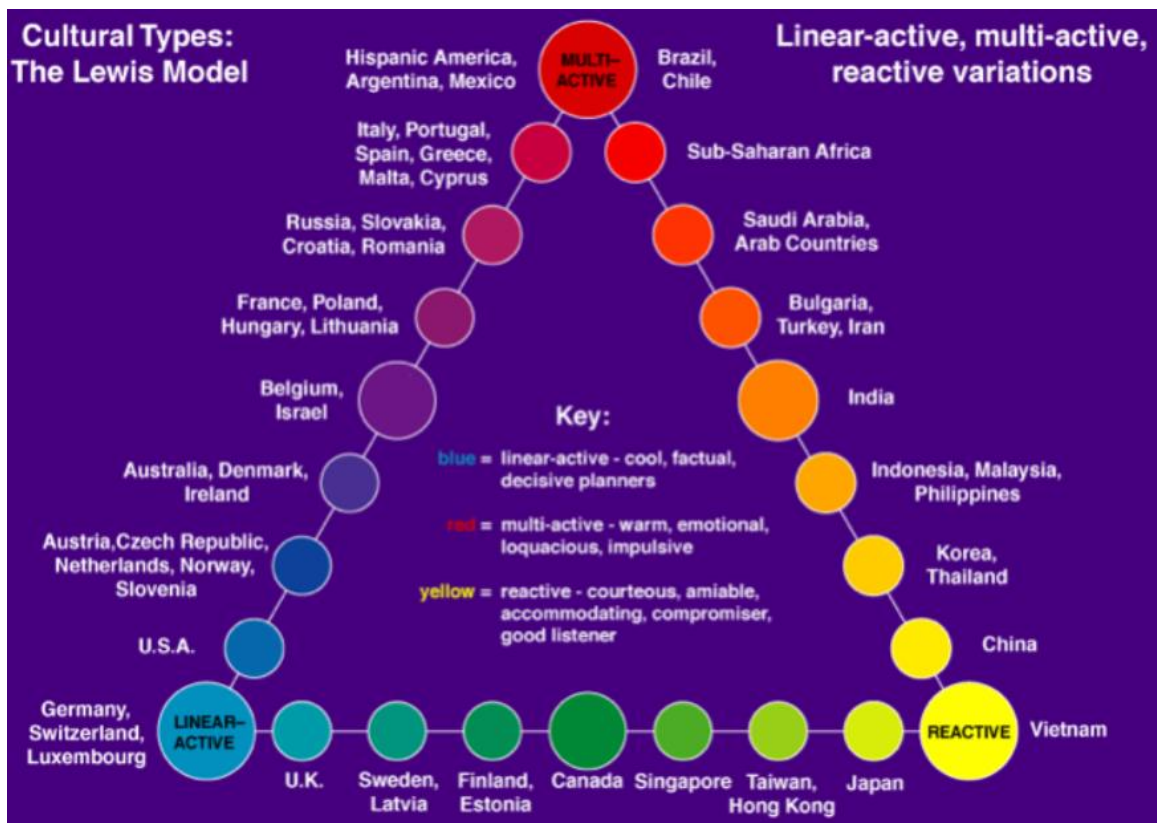 Cultural Types:
The Lewis Model
Linear-active, multi-active,
reactive variations
Hispanic America,
Argentina, Mexico
MULTI-
ACTIVE
Brazil,
Chile
Italy, Portugal,
Spain, Greece,
Malta, Cyprus
Sub-Saharan Africa
Russia, Slovakia,
Croatia, Romania
Saudi Arabia,
Arab Countries
France, Poland,
Hungary, Lithuania
Bulgaria,
Turkey, Iran
Belgium,
Israel
India
Key:
blue = linear-active - cool, factual,
decisive planners
red = multi-active - warm, emotional,
loquacious, impulsive
yellow = reactive - courteous, amiable,
accommodating, compromiser,
good listener
Australia, Denmark,
Ireland
Indonesia, Malaysia,
Philippines
Austria,Czech Republic,
Netherlands, Norway,
Slovenia
Korea,
Thailand
U.S.A.
China
Germany,
Switzerland,
Luxembourg
LINEAR-
ACTIVE
REACTIVE
Vietnam
U.K.
Sweden,
Latvia
Finland,
Estonia
Canada
Singapore
Taiwan,
Hong Kong
Japan